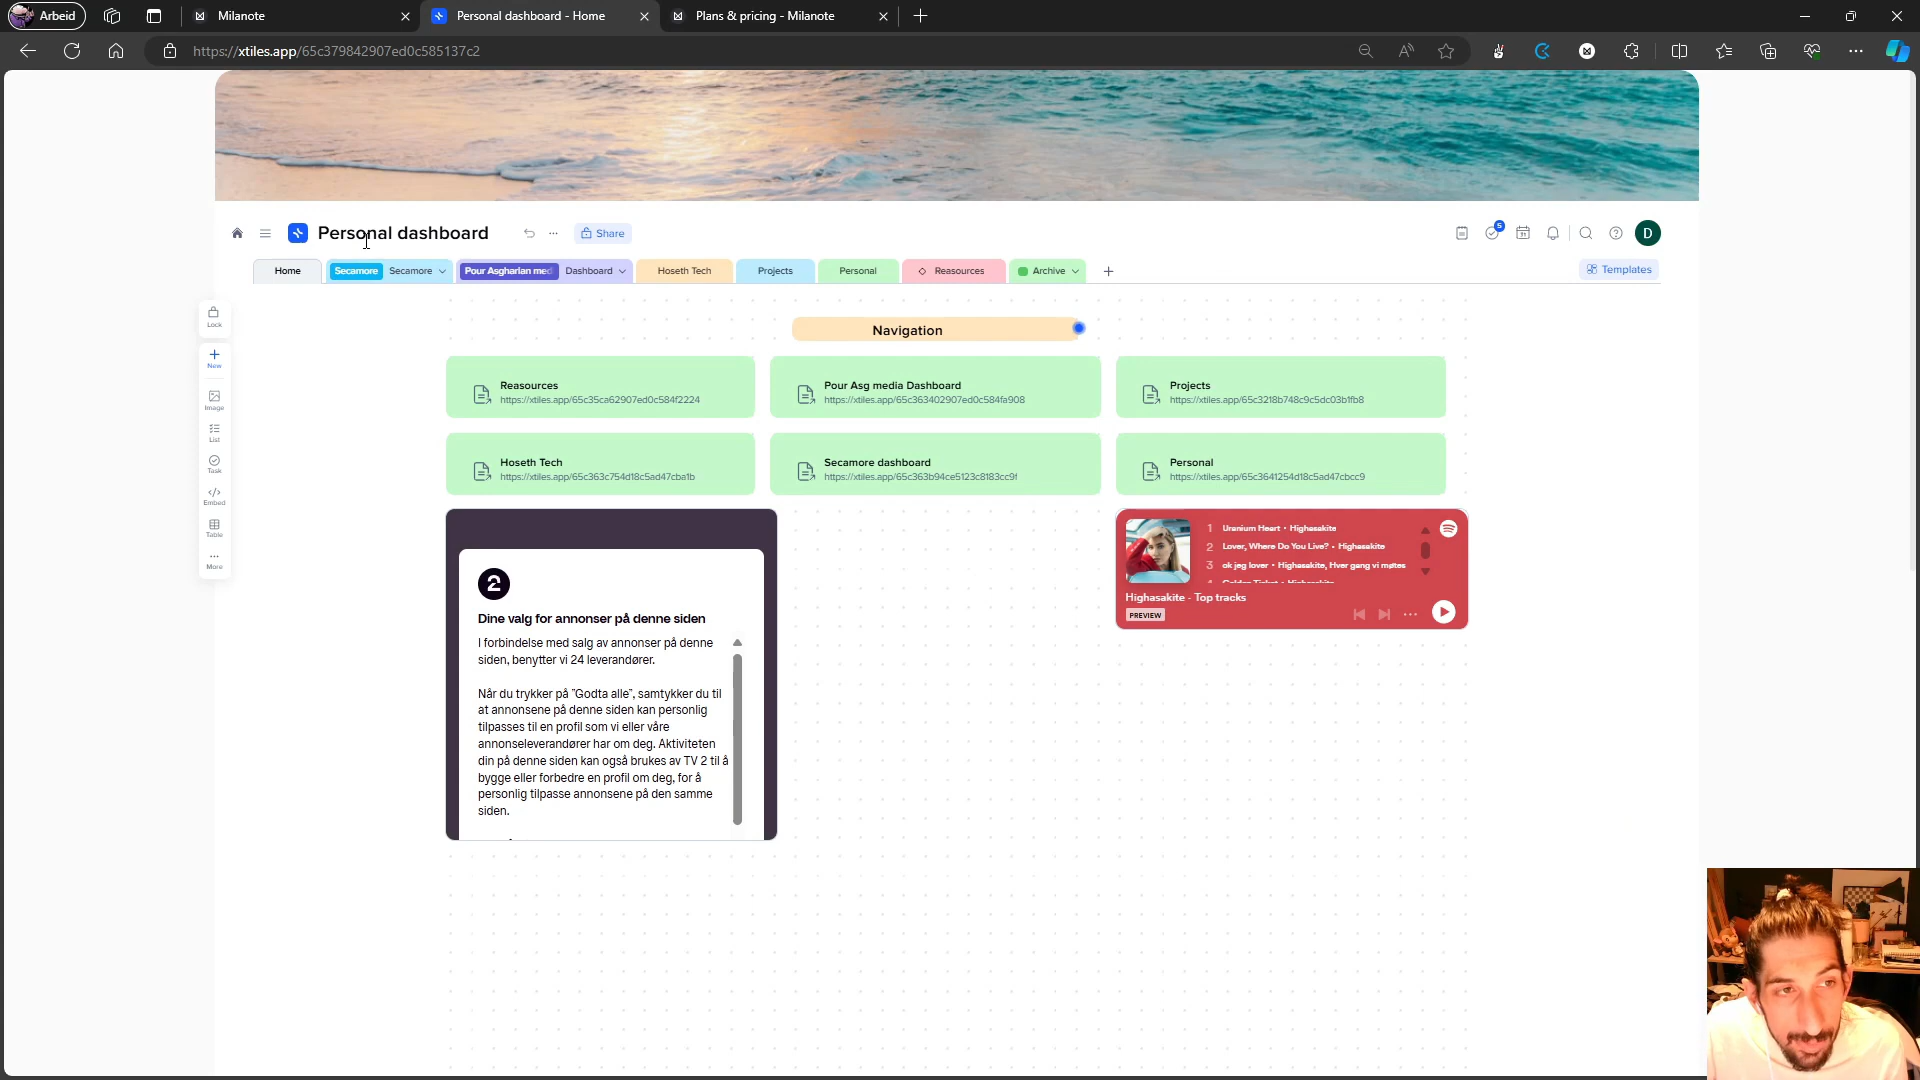 Arbeid
Milanote
Personal dashboard - Home
Plans & pricing - Milanote
https://xtiles.app/65c379842907ed0c585137c2
Personal dashboard
Share
5
D
Home
Secamore
Secamore
Pour Asgharian med
Dashboard
Hoseth Tech
Projects
Personal
Reasources
Archive
Templates
Lock
New
Image
List
Task
Embed
Table
More
Navigation
Reasources
https://xtiles.app/65c35ca62907ed0c584f2224
Pour Asg media Dashboard
https://xtiles.app/65c363402907ed0c584fa908
Projects
https://xtiles.app/65c3218b748c9c5dc03b1fb8
Hoseth Tech
https://xtiles.app/65c363c754d18c5ad47cba1b
Secamore dashboard
https://xtiles.app/65c363b94ce5123c8183cc9f
Personal
https://xtiles.app/65c3641254d18c5ad47cbcc9
2
Dine valg for annonser på denne siden
I forbindelse med salg av annonser på denne
siden, benytter vi 24 leverandører.
Når du trykker på "Godta alle", samtykker du til
at annonsene på denne siden kan personlig
tilpasses til en profil som vi eller våre
annonseleverandører har om deg. Aktiviteten
din på denne siden kan også brukes av TV 2 til å
bygge eller forbedre en profil om deg, for å
personlig tilpasse annonsene på den samme
siden.
1 Uranium Heart • Highasakite
2 Lover, Where Do You Live? • Highasakite
3 ok jeg lover • Highasakite, Hver gang vi møtes
4 Golden Ticket • Highasakite
Highasakite - Top tracks
PREVIEW